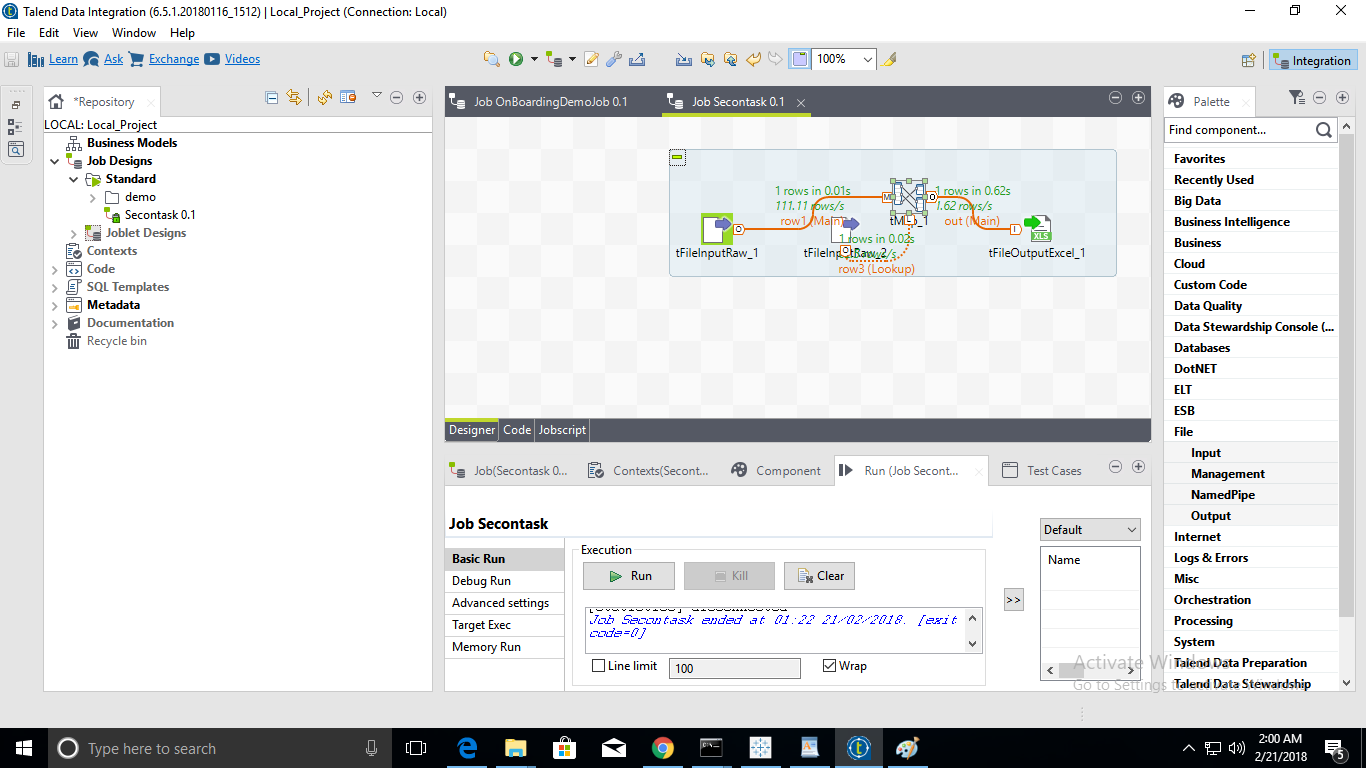 Talend Data Integration (6.5.1.20180116_1512) | Local_Project (Connection: Local)
File Edit View Window Help
Learn Ask Exchange Videos
100%
Integration
*Repository
LOCAL: Local_Project
Business Models
Job Designs
Standard
demo
Secontask 0.1
Joblet Designs
Contexts
Code
SQL Templates
Metadata
Documentation
Recycle bin
Job OnBoardingDemoJob 0.1
Job Secontask 0.1
1 rows in 0.01s
111.11 rows/s
row1 (Main)
1 rows in 0.62s
1.62 rows/s
out (Main)
1 rows in 0.02s
tFileInputRaw_1
tFileInputRaw_2
tMap_1
tFileOutputExcel_1
row3 (Lookup)
Designer Code Jobscript
Job(Secontask 0...
Contexts(Secont...
Component
Run (Job Secont...
Test Cases
Job Secontask
Basic Run
Debug Run
Advanced settings
Target Exec
Memory Run
Execution
Run
Kill
Clear
[statistics] disconnected
Job Secontask ended at 01:22 21/02/2018. [exit
code=0]
Line limit
100
Wrap
>>
Default
Name
Palette
Find component...
Favorites
Recently Used
Big Data
Business Intelligence
Business
Cloud
Custom Code
Data Quality
Data Stewardship Console (...
Databases
DotNET
ELT
ESB
File
Input
Management
NamedPipe
Output
Internet
Logs & Errors
Misc
Orchestration
Processing
System
Talend Data Preparation
Talend Data Stewardship
Activate Windows
Go to Settings to activate Windows.
Type here to search
2:00 AM
2/21/2018
5